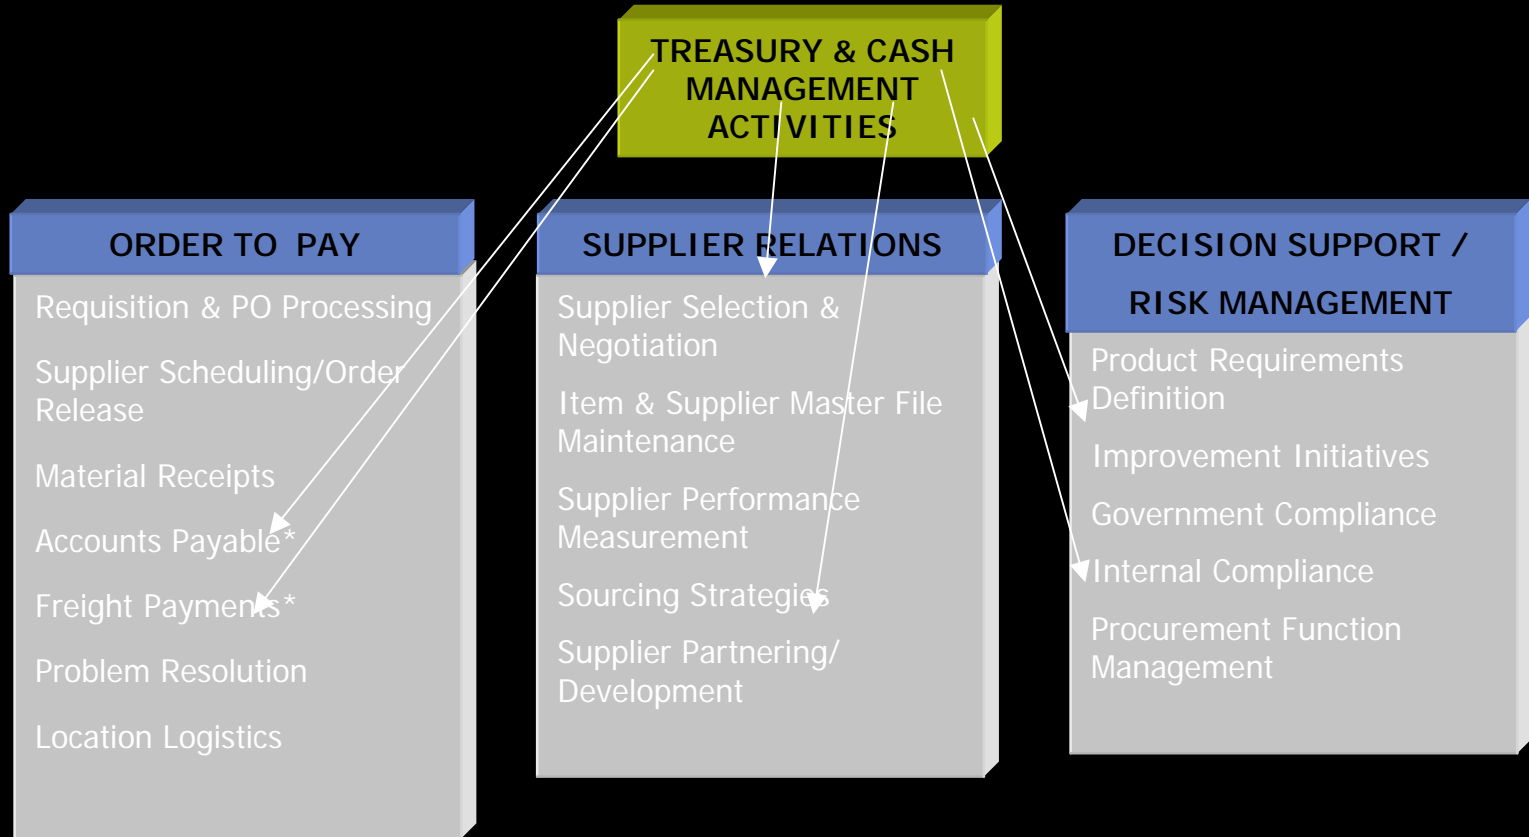 TREASURY & CASH
MANAGEMENT
ACTIVITIES
ORDER TO PAY
Requisition & PO Processing
Supplier Scheduling/Order
Release
Material Receipts
Accounts Payable*
Freight Payments*
Problem Resolution
Location Logistics
SUPPLIER RELATIONS
Supplier Selection &
Negotiation
Item & Supplier Master File
Maintenance
Supplier Performance
Measurement
Sourcing Strategies
Supplier Partnering/
Development
DECISION SUPPORT /
RISK MANAGEMENT
Product Requirements
Definition
Improvement Initiatives
Government Compliance
Internal Compliance
Procurement Function
Management